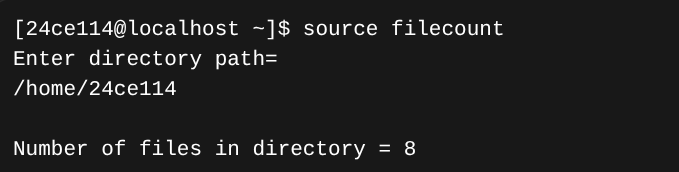 [24ce114@localhost ~]$ source filecount
Enter directory path=
/home/24ce114
Number of files in directory = 8